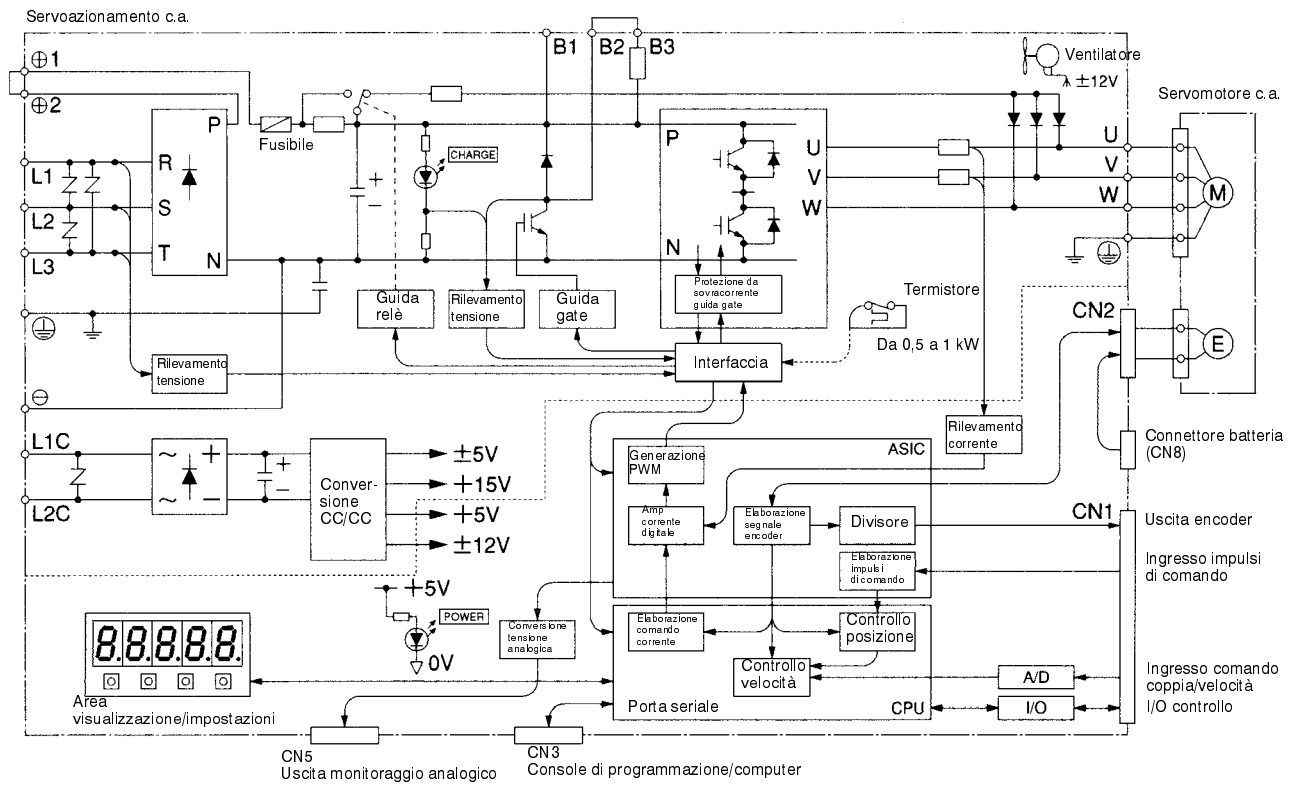 Servoazionamento c.a.
⊕1
⊕2
B1
B2
B3
Ventilatore
±12V
Servomotore c.a.
P
Fusibile
CHARGE
P
U
V
W
U
V
W
M
L1
L2
L3
R
S
T
N
+
−
N
Guida
relè
Rilevamento
tensione
Guida
gate
Protezione da
sovracorrente
guida gate
Termistore
Da 0,5 a 1 kW
CN2
E
Rilevamento
tensione
Interfaccia
⊖
L1C
L2C
~
~
+
−
+
−
Conver-
sione
CC/CC
±5V
+15V
+5V
±12V
Rilevamento
corrente
Connettore batteria
(CN8)
ASIC
Generazione
PWM
Amp
corrente
digitale
Elaborazione
segnale
encoder
Divisore
CN1
Uscita encoder
Elaborazione
impulsi
di comando
Ingresso impulsi
di comando
+5V
POWER
0V
Conversione
tensione
analogica
Elaborazione
comando
corrente
Controllo
posizione
Controllo
velocità
Porta seriale
CPU
A/D
I/O
Ingresso comando
coppia/velocità
I/O controllo
8.8.8.8.8.
Area
visualizzazione/impostazioni
CN5
Uscita monitoraggio analogico
CN3
Console di programmazione/computer